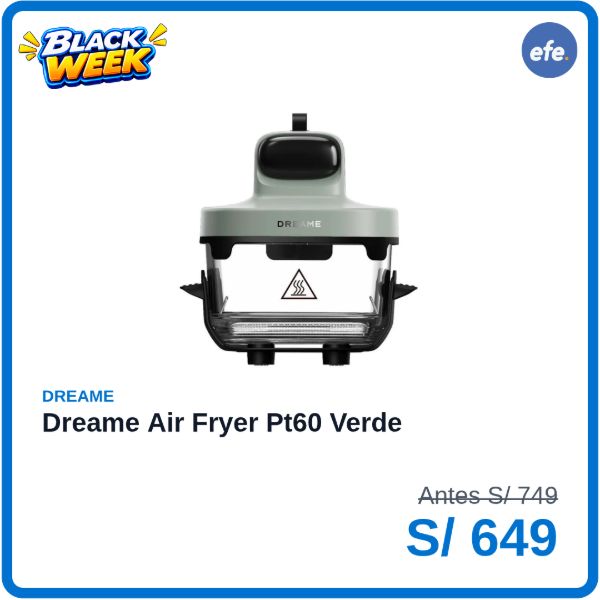 BLACK
WEEK
efe.
DREAME
DREAME
Dreame Air Fryer Pt60 Verde
Antes S/ 749
S/ 649